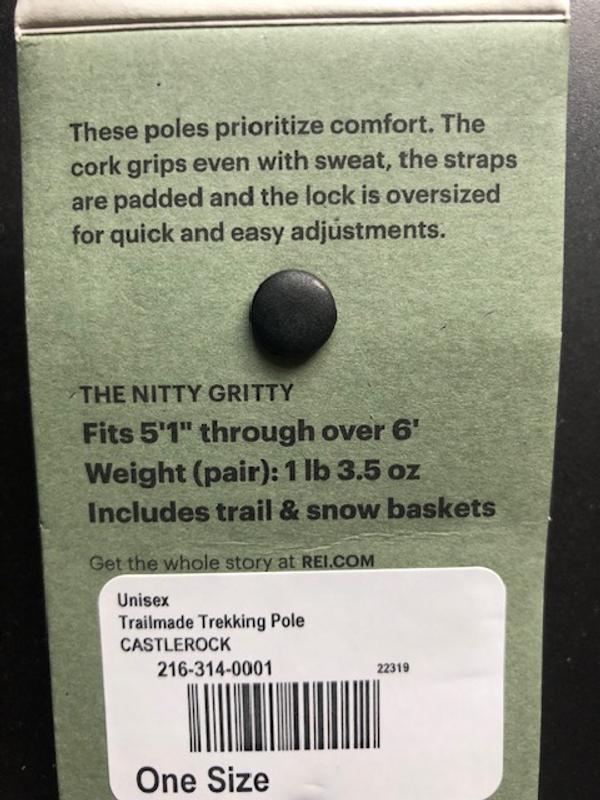 These poles prioritize comfort. The
cork grips even with sweat, the straps
are padded and the lock is oversized
for quick and easy adjustments.
THE NITTY GRITTY
Fits 5'1" through over 6'
Weight (pair): 1 lb 3.5 oz
Includes trail & snow baskets
Get the whole story at REI.COM
Unisex
Trailmade Trekking Pole
CASTLEROCK
216-314-0001 22319
One Size